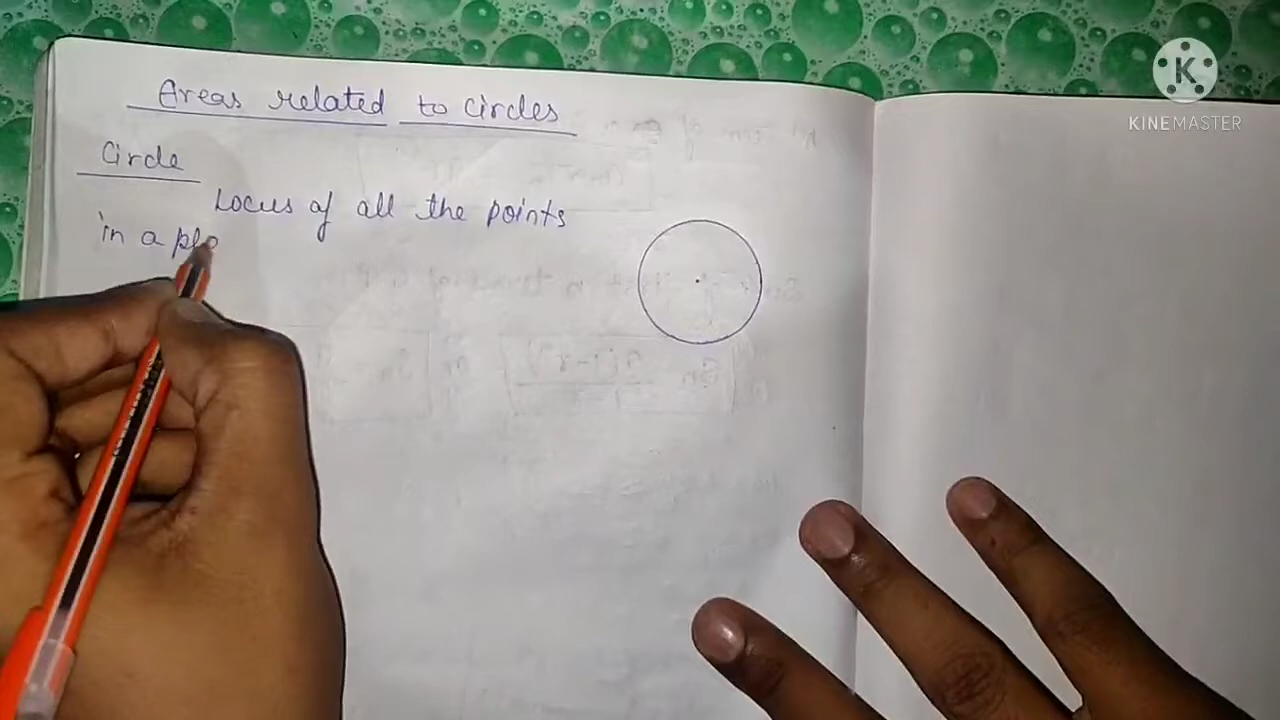 Areas related to Circles
Circle
Locus of all the points
in a pla
KINEMASTER